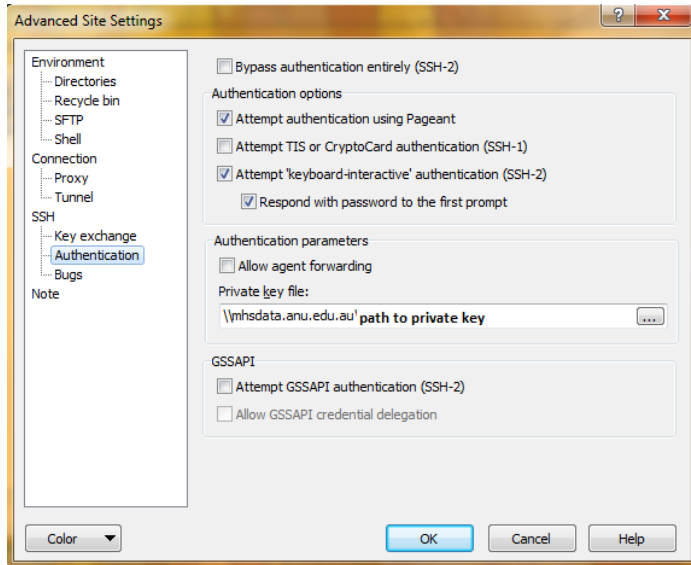 Advanced Site Settings
Environment
Directories
Recycle bin
SFTP
Shell
Connection
Proxy
Tunnel
SSH
Key exchange
Authentication
Bugs
Note
Bypass authentication entirely (SSH-2)
Authentication options
Attempt authentication using Pageant
Attempt TIS or CryptoCard authentication (SSH-1)
Attempt 'keyboard-interactive' authentication (SSH-2)
Respond with password to the first prompt
Authentication parameters
Allow agent forwarding
Private key file:
\\mhsdata.anu.edu.au' path to private key
...
GSSAPI
Attempt GSSAPI authentication (SSH-2)
Allow GSSAPI credential delegation
Color
OK
Cancel
Help